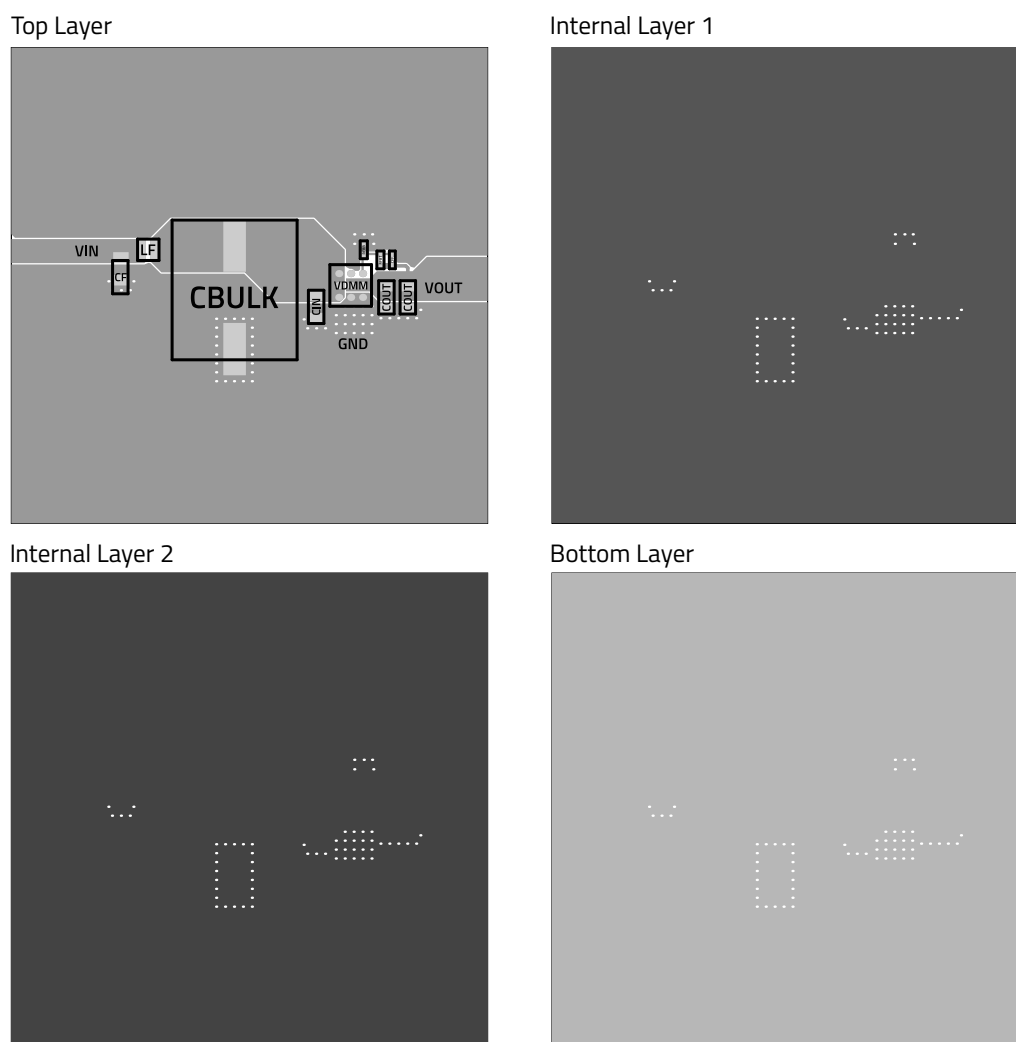 Top Layer
Internal Layer 1
VIN
LF
CF
CBULK
CIN
VDMM
COUT
COUT
VOUT
GND
Internal Layer 2
Bottom Layer